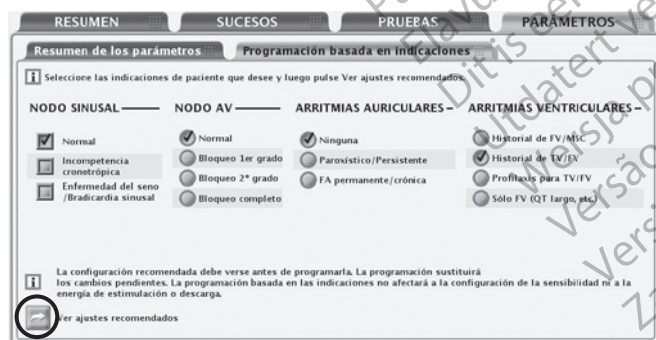 RESUMEN SUCESOS PRUEBAS PARÁMETROS
Resumen de los parámetros Programación basada en indicaciones
i Seleccione las indicaciones de paciente que desee y luego pulse Ver ajustes recomendados.
NODO SINUSAL NODO AV ARRITMIAS AURICULARES ARRITMIAS VENTRICULARES
Normal Normal Ninguna Historial de FV/MSC
Incompetencia cronotrópica Bloqueo 1er grado Paroxístico/Persistente Historial de TV/FV
Enfermedad del seno /Bradicardia sinusal Bloqueo 2º grado FA permanente/crónica Profilaxis para TV/FV
Bloqueo completo Sólo FV (QT largo, etc.)
La configuración recomendada debe verse antes de programarla. La programación sustituirá
i los cambios pendientes. La programación basada en las indicaciones no afectará a la configuración de la sensibilidad ni a la
energía de estimulación o descarga.
Ver ajustes recomendados